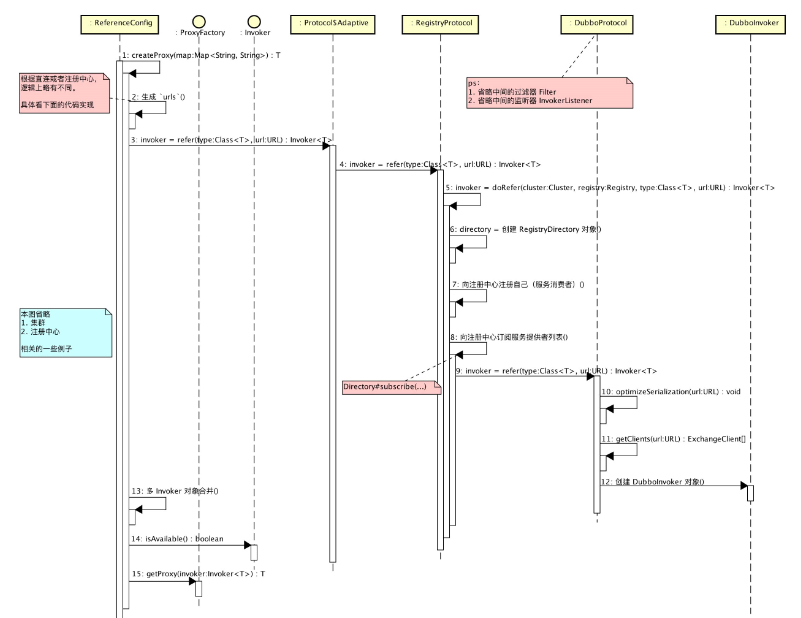 : ReferenceConfig
: ProxyFactory
: Invoker
: Protocol$Adaptive
: RegistryProtocol
: DubboProtocol
: DubboInvoker
1: createProxy(map:Map<String, String>) : T
根据直连或者注册中心,
逻辑上略有不同。
具体看下面的代码实现
ps:
1. 省略中间的过滤器 Filter
2. 省略中间的监听器 InvokerListener
2: 生成 `urls`()
3: invoker = refer(type:Class<T>, url:URL) : Invoker<T>
4: invoker = refer(type:Class<T>, url:URL) : Invoker<T>
5: invoker = doRefer(cluster:Cluster, registry:Registry, type:Class<T>, url:URL) : Invoker<T>
6: directory = 创建 RegistryDirectory 对象()
7: 向注册中心注册自己（服务消费者）()
本图省略
1. 集群
2. 注册中心
相关的一些例子
8: 向注册中心订阅服务提供者列表()
Directory#subscribe(...)
9: invoker = refer(type:Class<T>, url:URL) : Invoker<T>
10: optimizeSerialization(url:URL) : void
11: getClients(url:URL) : ExchangeClient[]
12: 创建 DubboInvoker 对象()
13: 多 Invoker 对象合并()
14: isAvailable() : boolean
15: getProxy(invoker:Invoker<T>) : T